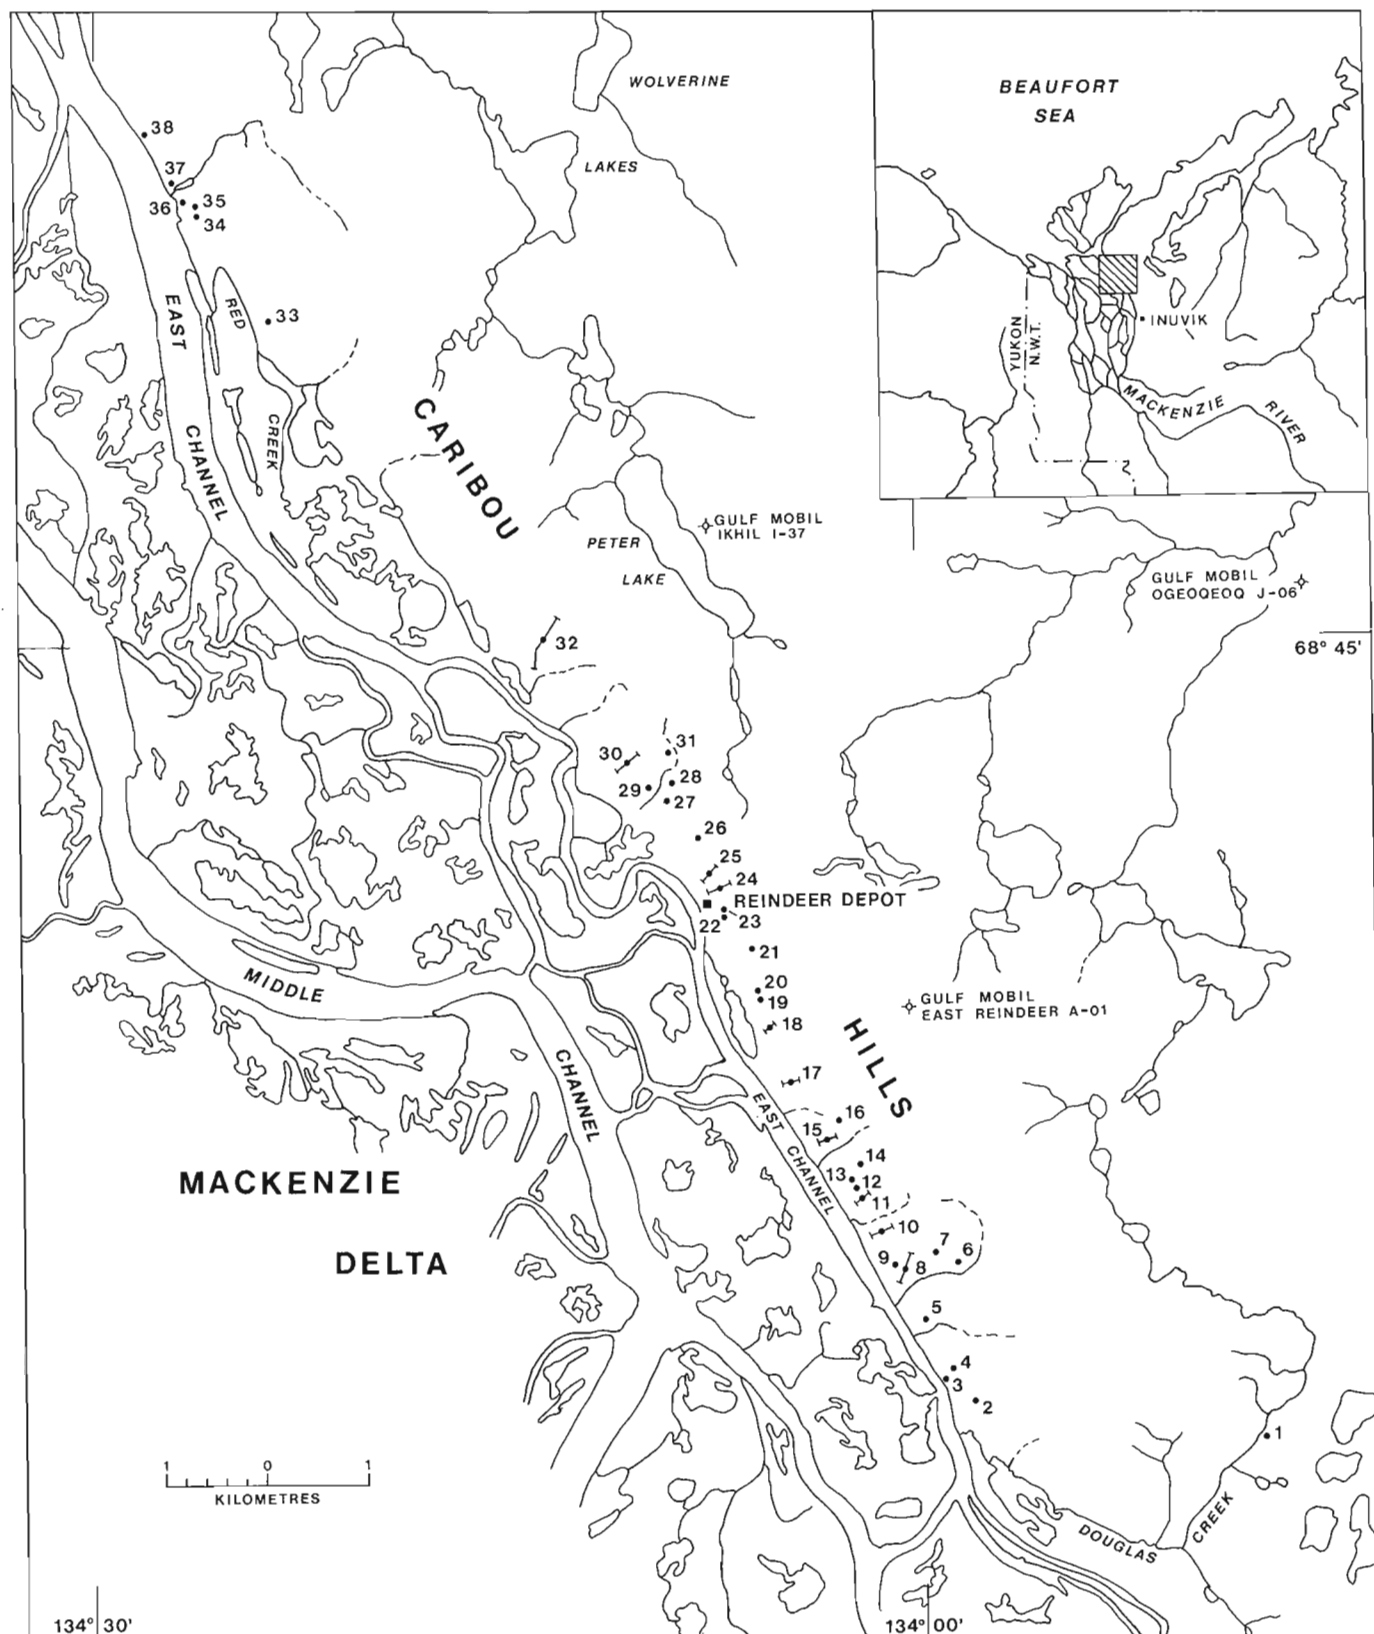 WOLVERINE
LAKES
BEAUFORT
SEA
YUKON
N.W.T.
INUVIK
MACKENZIE
RIVER
38
37
36
35
34
33
EAST
CHANNEL
RED
CREEK
CARIBOU
HILLS
GULF MOBIL
IKHIL I-37
PETER
LAKE
GULF MOBIL
OGEOQEOQ J-06
68° 45'
32
31
30
29
28
27
26
25
24
REINDEER DEPOT
23
22
21
20
19
18
GULF MOBIL
EAST REINDEER A-01
MIDDLE
CHANNEL
17
16
15
14
13
12
11
10
9
8
7
6
5
4
3
2
1
EAST
CHANNEL
MACKENZIE
DELTA
1 0 1
KILOMETRES
DOUGLAS
CREEK
134° 30'
134° 00'